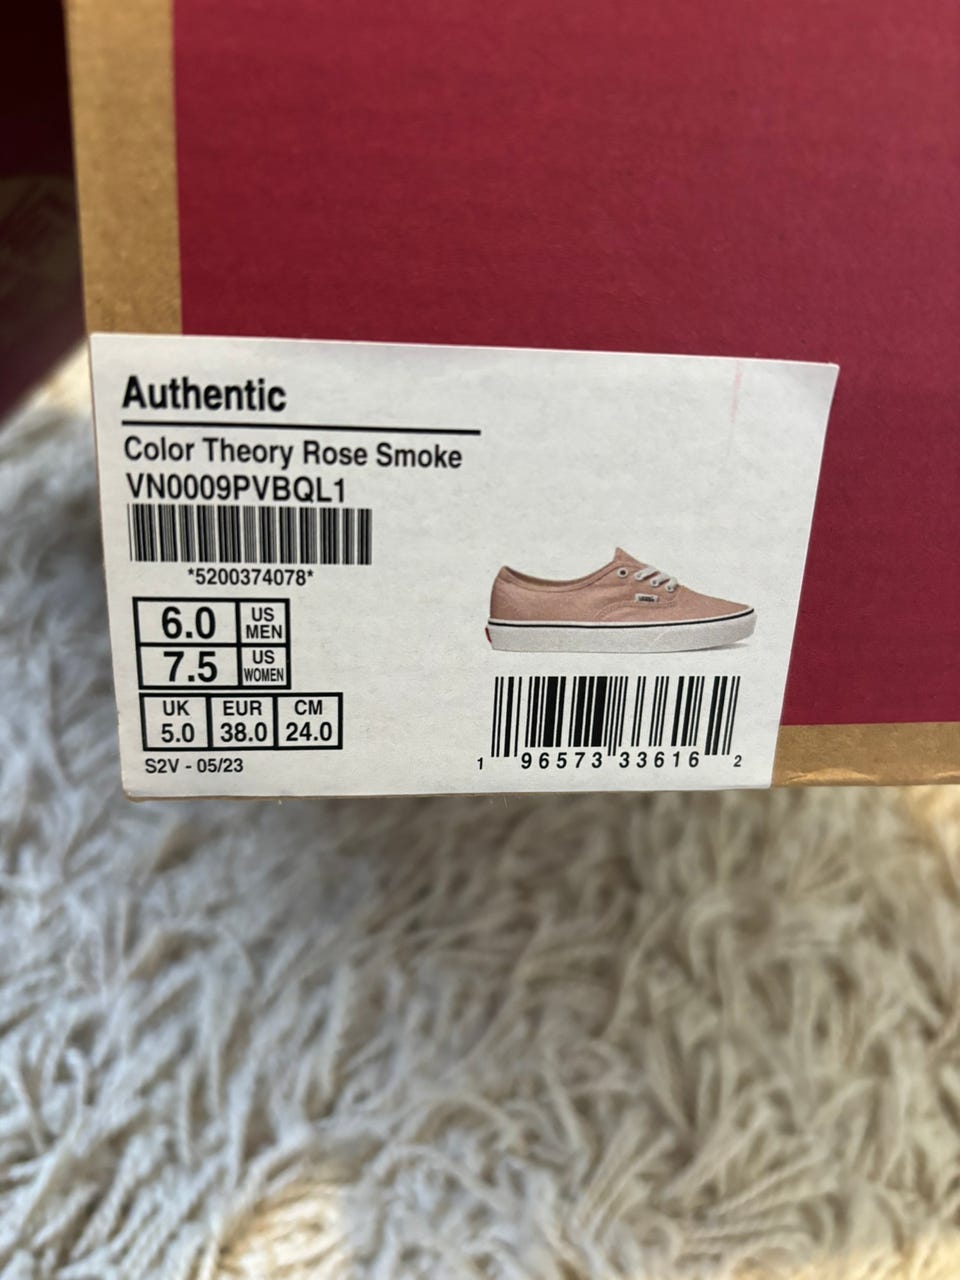 Authentic
Color Theory Rose Smoke
VN0009PVBQL1
*5200374078*
6.0 US MEN
7.5 US WOMEN
UK EUR CM
5.0 38.0 24.0
S2V - 05/23
1 96573 33616 2